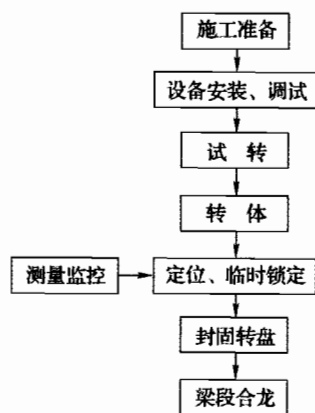 施工准备
设备安装、调试
试 转
转 体
测量监控
定位、临时锁定
封固转盘
梁段合龙